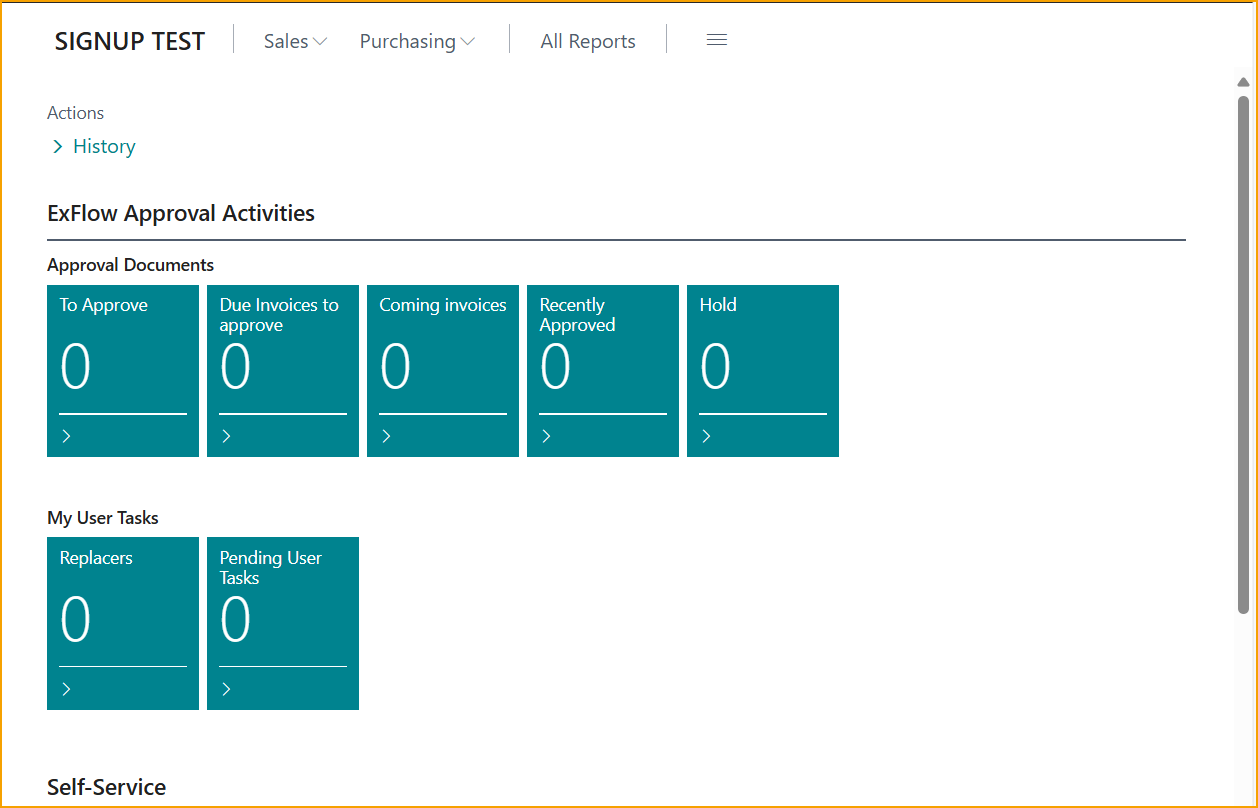 SIGNUP TEST Sales Purchasing All Reports
Actions
History
ExFlow Approval Activities
Approval Documents
To Approve
0
Due Invoices to
approve
0
Coming invoices
0
Recently
Approved
0
Hold
0
My User Tasks
Replacers
0
Pending User
Tasks
0
Self-Service